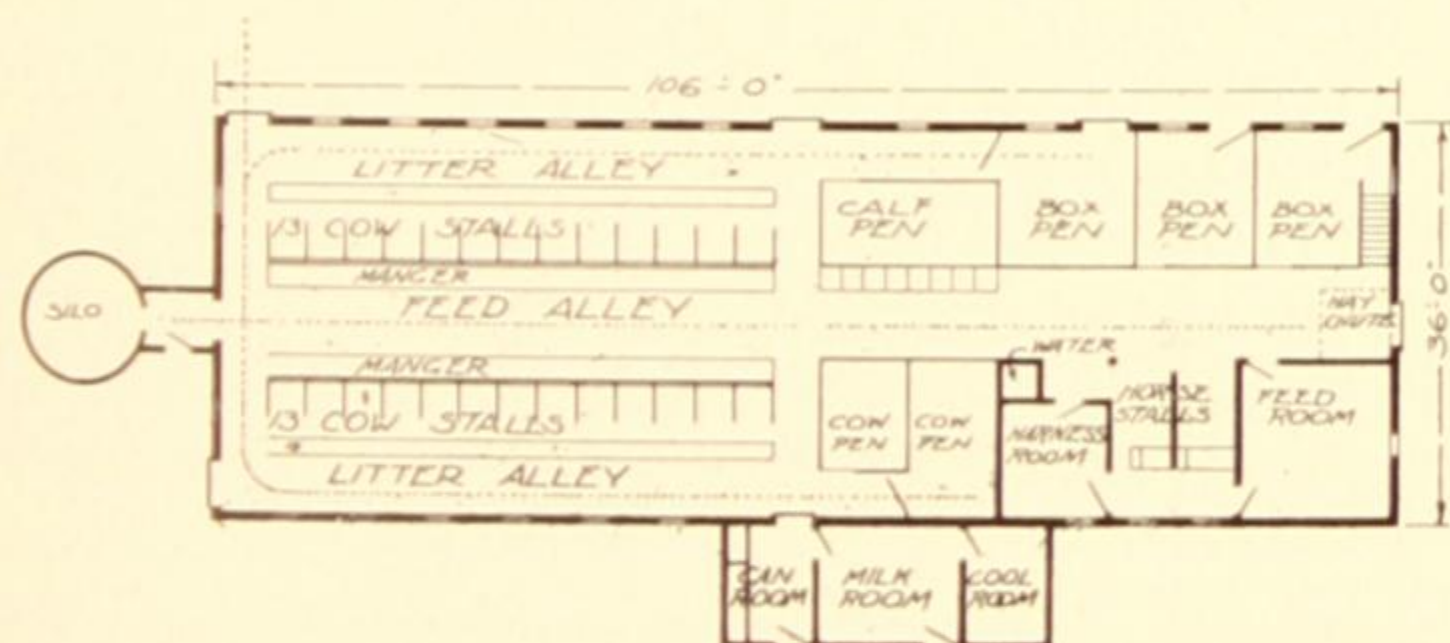 106'-0"
LITTER ALLEY
13 COW STALLS
MANGER
FEED ALLEY
MANGER
13 COW STALLS
LITTER ALLEY
SILO
CALF
PEN
BOX
PEN
BOX
PEN
BOX
PEN
HAY
CHUTE
36'-0"
WATER
COW
PEN
COW
PEN
HARNESS
ROOM
HORSE
STALLS
FEED
ROOM
CAN
ROOM
MILK
ROOM
COOL
ROOM